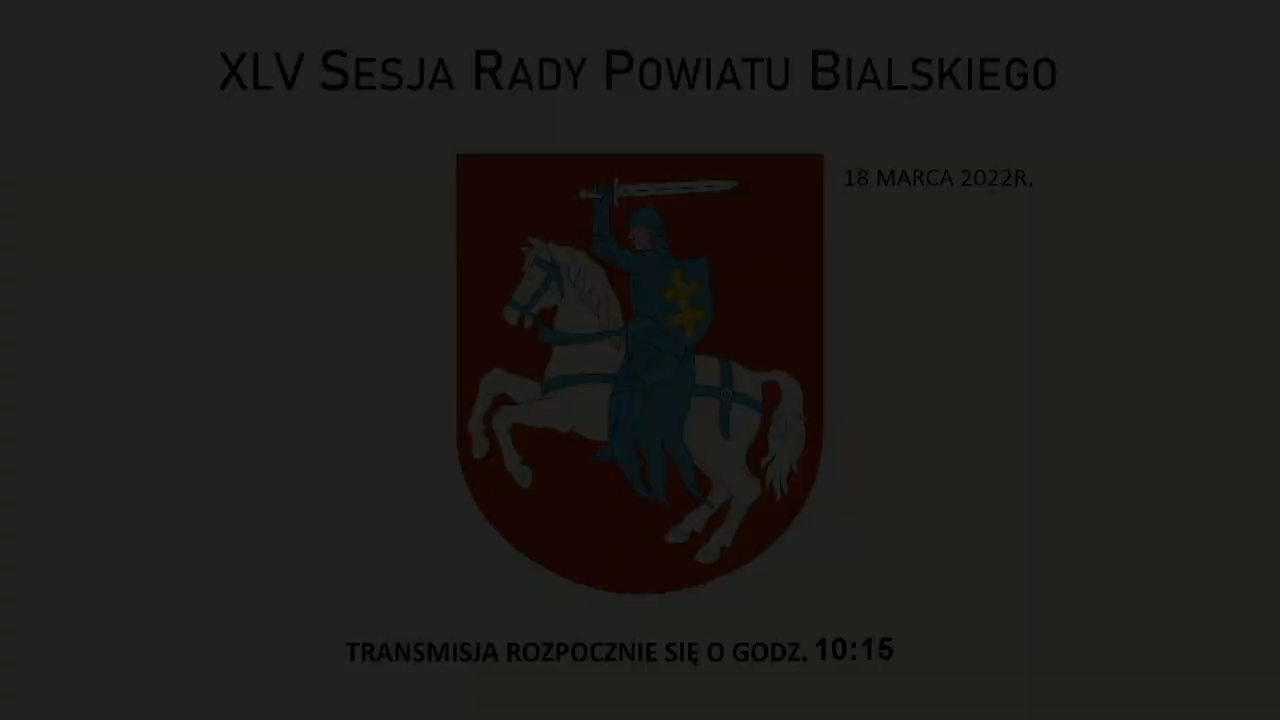 XLV SESJA RADY POWIATU BIALSKIEGO
18 MARCA 2022R.
TRANSMISJA ROZPOCZNIE SIĘ O GODZ. 10:15